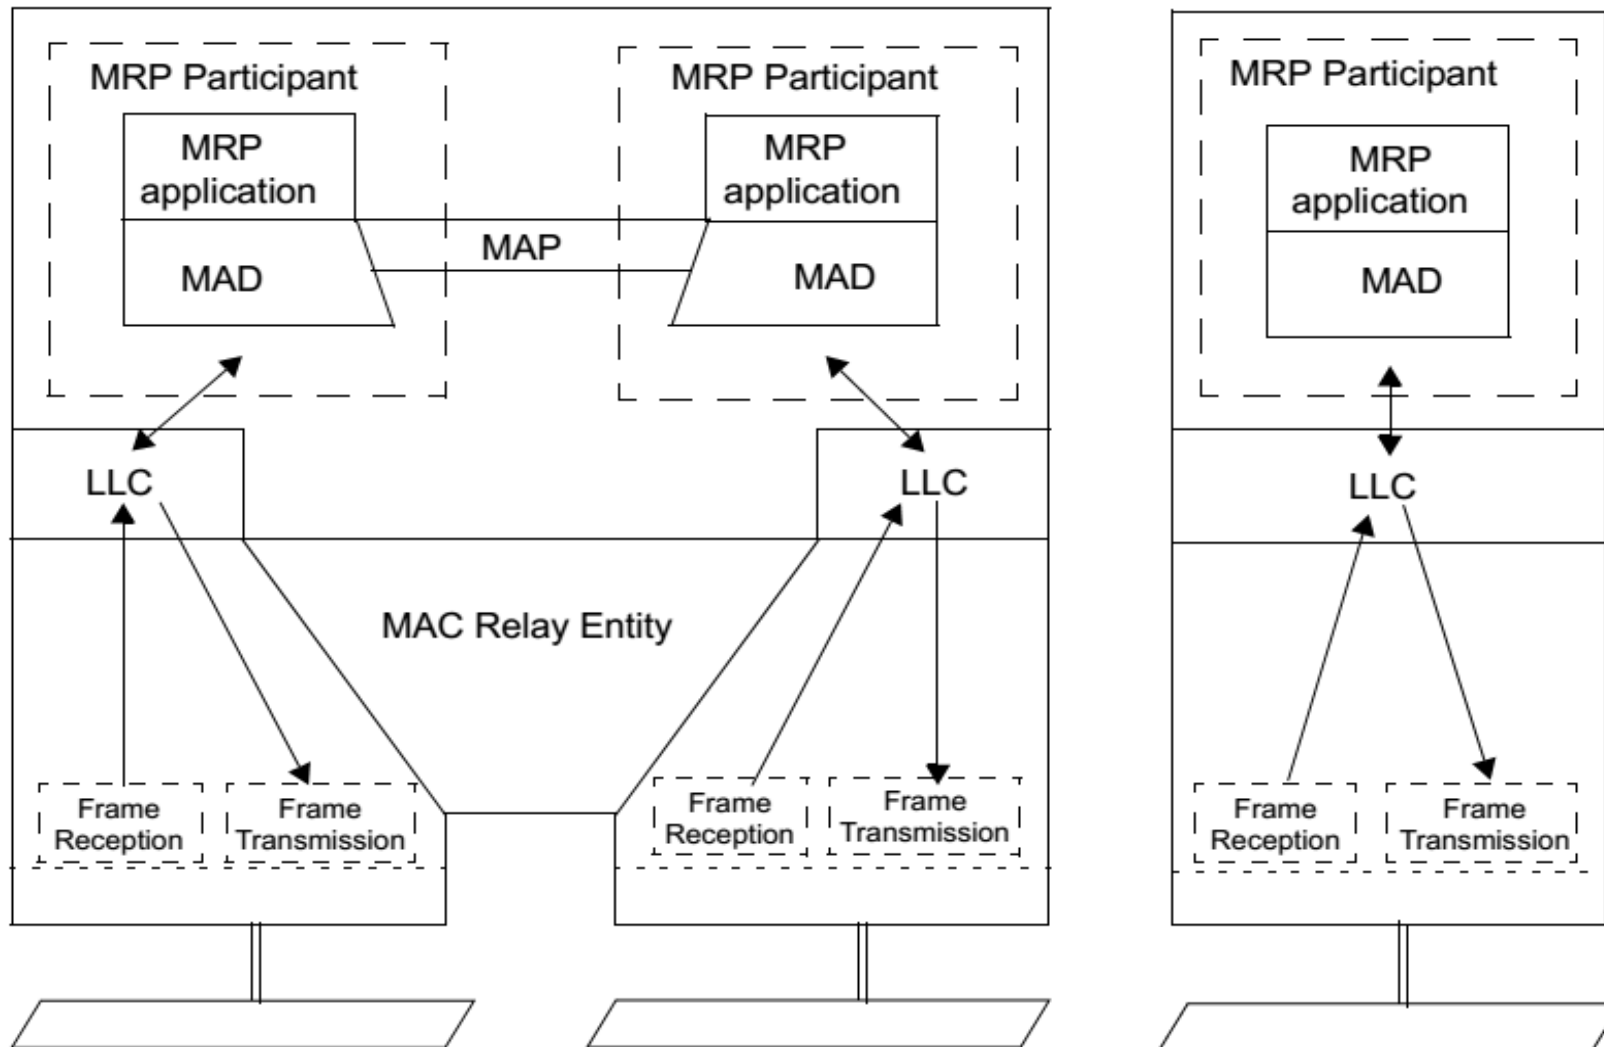 MRP Participant
MRP
application
MAD
MAP
MRP Participant
MRP
application
MAD
LLC
LLC
MAC Relay Entity
Frame
Reception
Frame
Transmission
Frame
Reception
Frame
Transmission
MRP Participant
MRP
application
MAD
LLC
Frame
Reception
Frame
Transmission